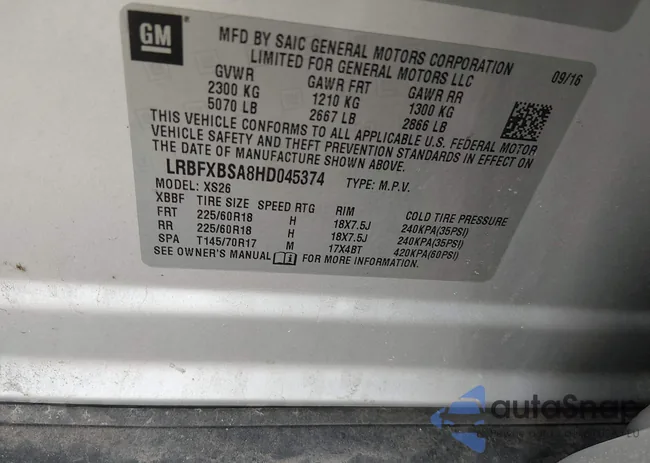 GM
MFD BY SAIC GENERAL MOTORS CORPORATION
LIMITED FOR GENERAL MOTORS LLC
09/16
GVWR GAWR FRT GAWR RR
2300 KG 1210 KG 1300 KG
5070 LB 2667 LB 2866 LB
THIS VEHICLE CONFORMS TO ALL APPLICABLE U.S. FEDERAL MOTOR
VEHICLE SAFETY AND THEFT PREVENTION STANDARDS IN EFFECT ON
THE DATE OF MANUFACTURE SHOWN ABOVE.
LRBFXBSA8HD045374 TYPE: M.P.V.
MODEL: XS26
XBBF TIRE SIZE SPEED RTG RIM COLD TIRE PRESSURE
FRT 225/60R18 H 18X7.5J 240KPA(35PSI)
RR 225/60R18 H 18X7.5J 240KPA(35PSI)
SPA T145/70R17 M 17X4BT 420KPA(60PSI)
SEE OWNER'S MANUAL i FOR MORE INFORMATION.
autoSnap